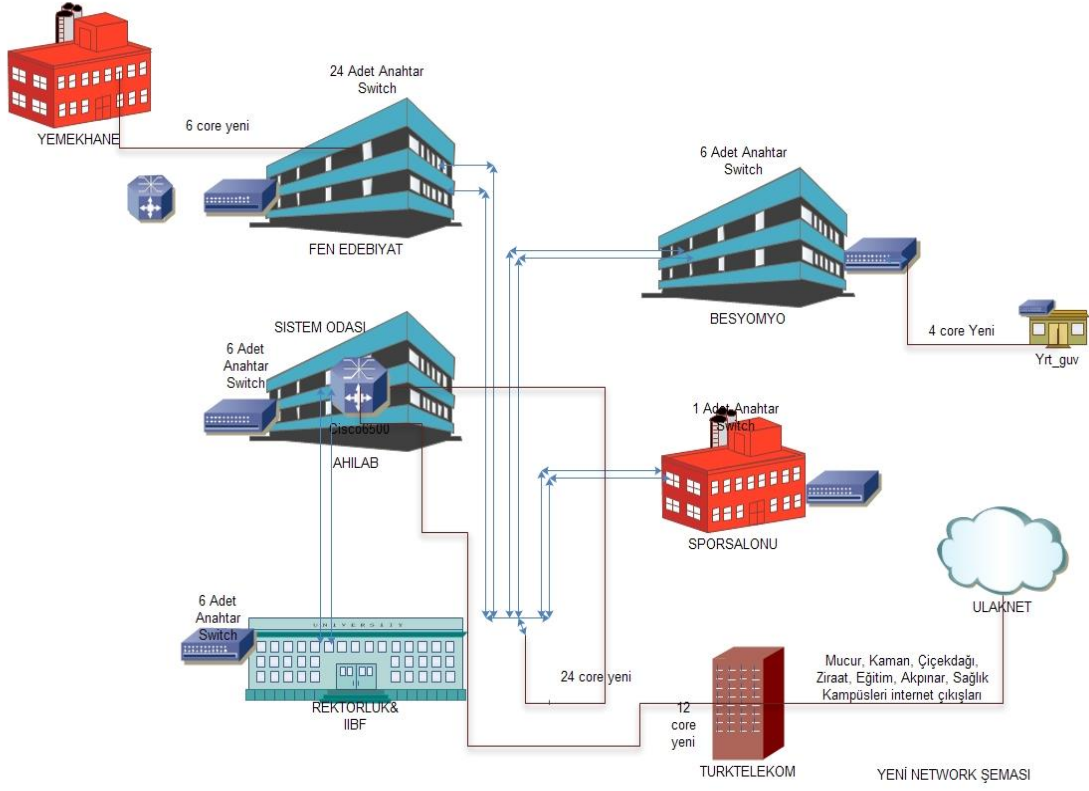 24 Adet Anahtar
Switch
6 core yeni
YEMEKHANE
FEN EDEBIYAT
6 Adet Anahtar
Switch
BESYOMYO
4 core Yeni
Yrt_guv
SISTEM ODASI
6 Adet
Anahtar
Switch
Cisco6500
AHILAB
1 Adet Anahtar
Switch
SPORSALONU
ULAKNET
6 Adet
Anahtar
Switch
UNIVERSITY
REKTORLUK&
IIBF
24 core yeni
12
core
yeni
Mucur, Kaman, Çiçekdağı,
Ziraat, Eğitim, Akpınar, Sağlık
Kampüsleri internet çıkışları
TURKTELEKOM
YENİ NETWORK ŞEMASI